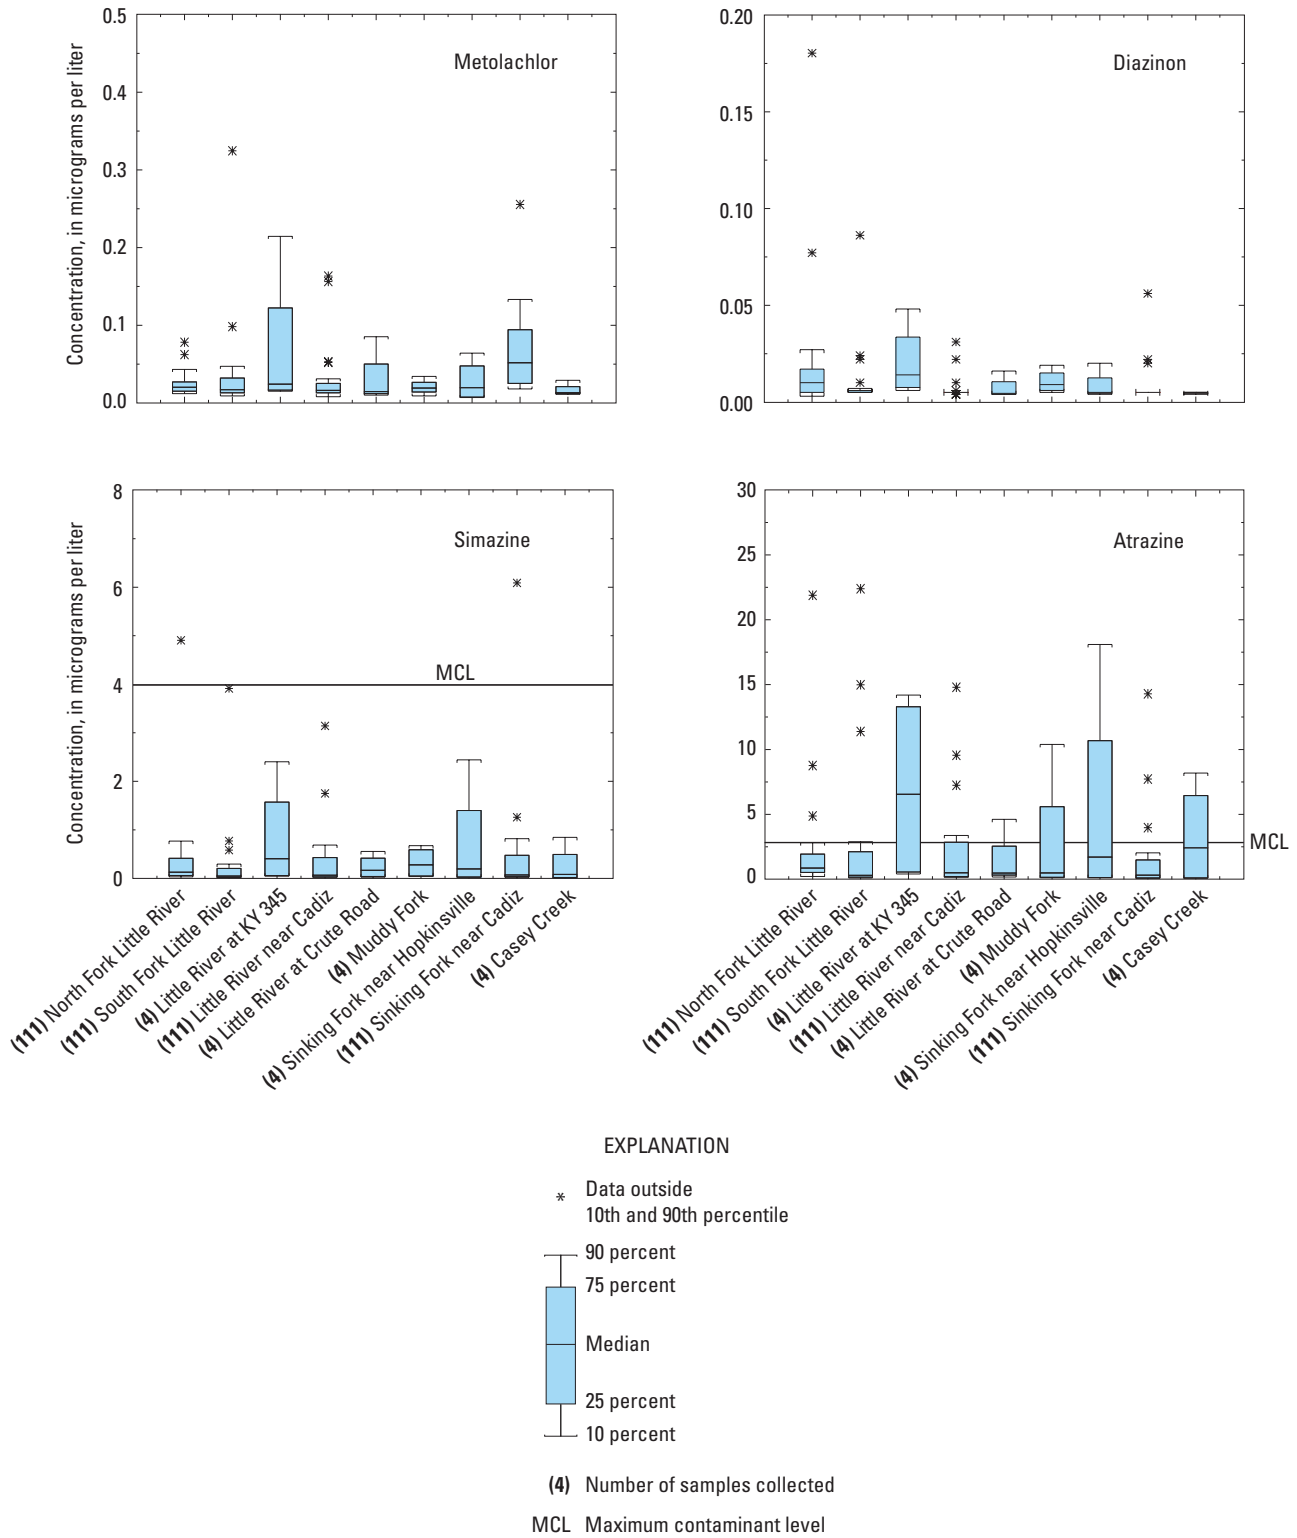 Concentration, in micrograms per liter
0.5
0.4
0.3
0.2
0.1
0.0
Metolachlor
0.20
0.15
0.10
0.05
0.00
Diazinon
Concentration, in micrograms per liter
8
6
4
2
0
Simazine
MCL
30
25
20
15
10
5
0
Atrazine
MCL
(111) North Fork Little River
(111) South Fork Little River
(4) Little River at KY 345
(111) Little River near Cadiz
(4) Little River at Crute Road
(4) Muddy Fork
(4) Sinking Fork near Hopkinsville
(111) Sinking Fork near Cadiz
(4) Casey Creek
(111) North Fork Little River
(111) South Fork Little River
(4) Little River at KY 345
(111) Little River near Cadiz
(4) Little River at Crute Road
(4) Muddy Fork
(4) Sinking Fork near Hopkinsville
(111) Sinking Fork near Cadiz
(4) Casey Creek
EXPLANATION
* Data outside
10th and 90th percentile
90 percent
75 percent
Median
25 percent
10 percent
(4) Number of samples collected
MCL Maximum contaminant level